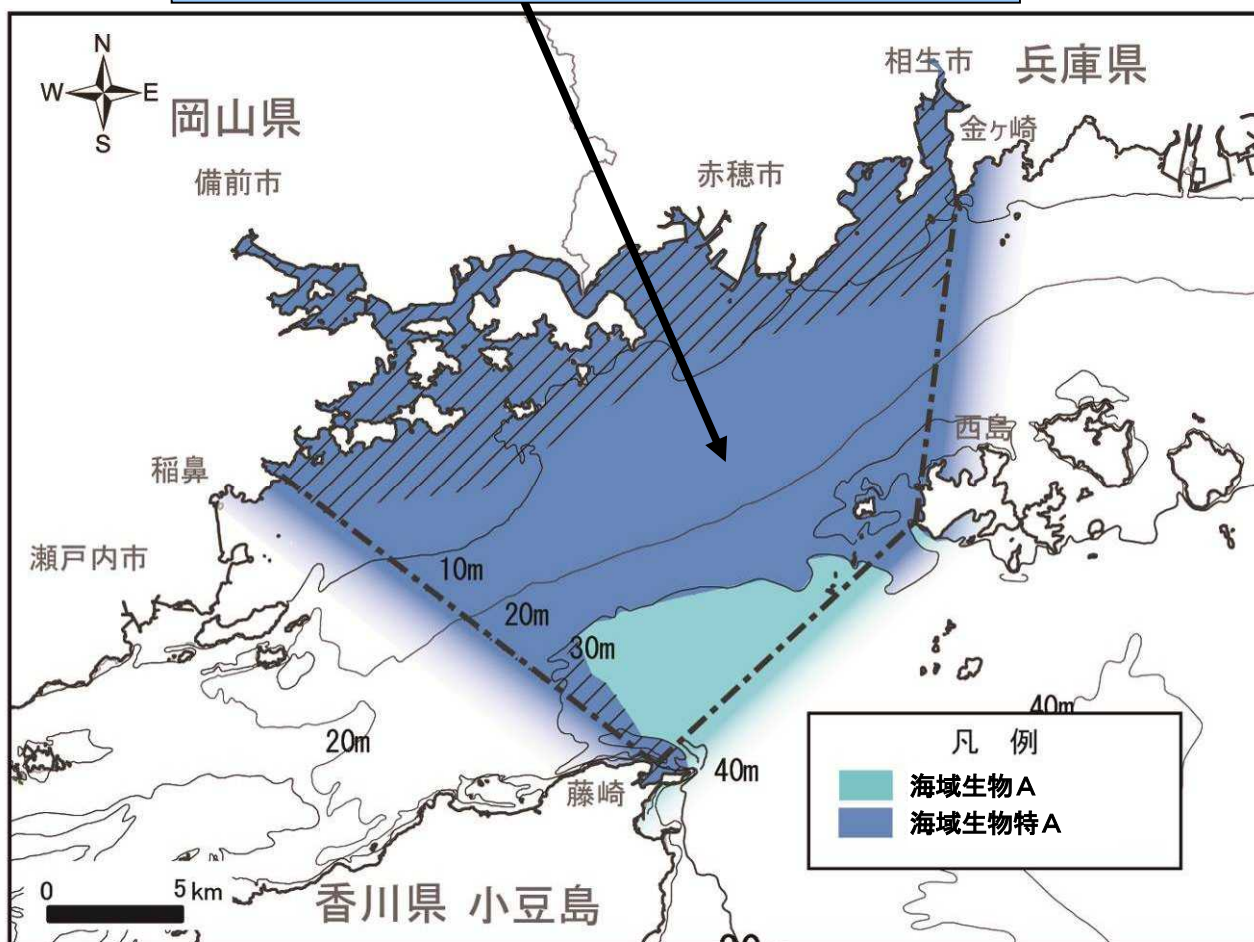 N
W E
S
岡山県
備前市
相生市
兵庫県
金ヶ崎
赤穂市
稲鼻
瀬戸内市
西島
10m
20m
30m
20m
40m
40m
藤崎
凡 例
海域生物A
海域生物特A
0 5 km
香川県 小豆島